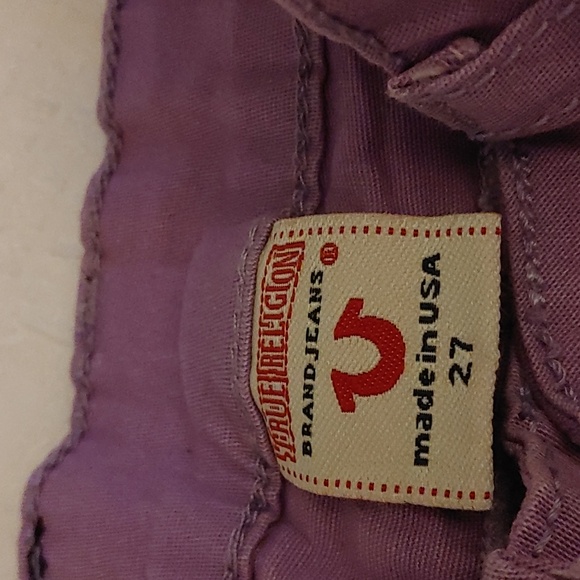 TRUE RELIGION
BRAND JEANS ®
made in USA
27